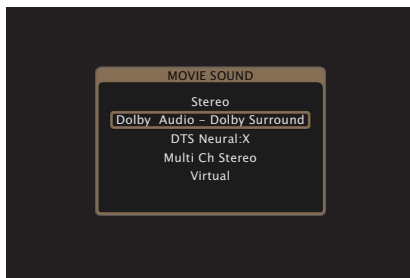 MOVIE SOUND
Stereo
Dolby Audio – Dolby Surround
DTS Neural:X
Multi Ch Stereo
Virtual